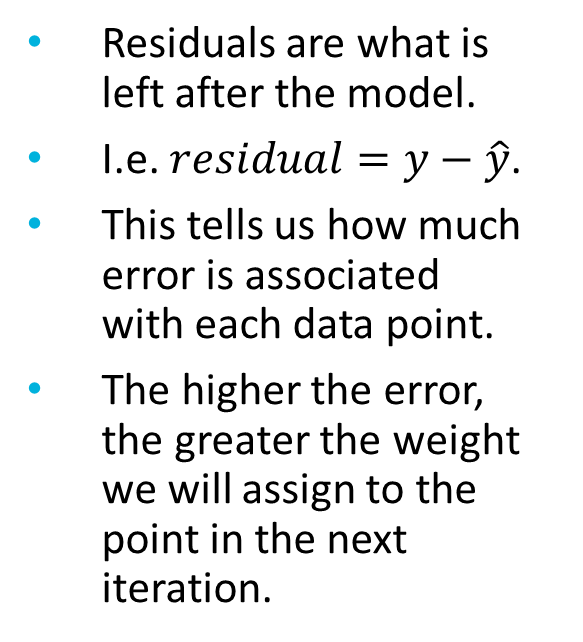 • Residuals are what is
left after the model.
• I.e. residual = y − ŷ.
• This tells us how much
error is associated
with each data point.
• The higher the error,
the greater the weight
we will assign to the
point in the next
iteration.